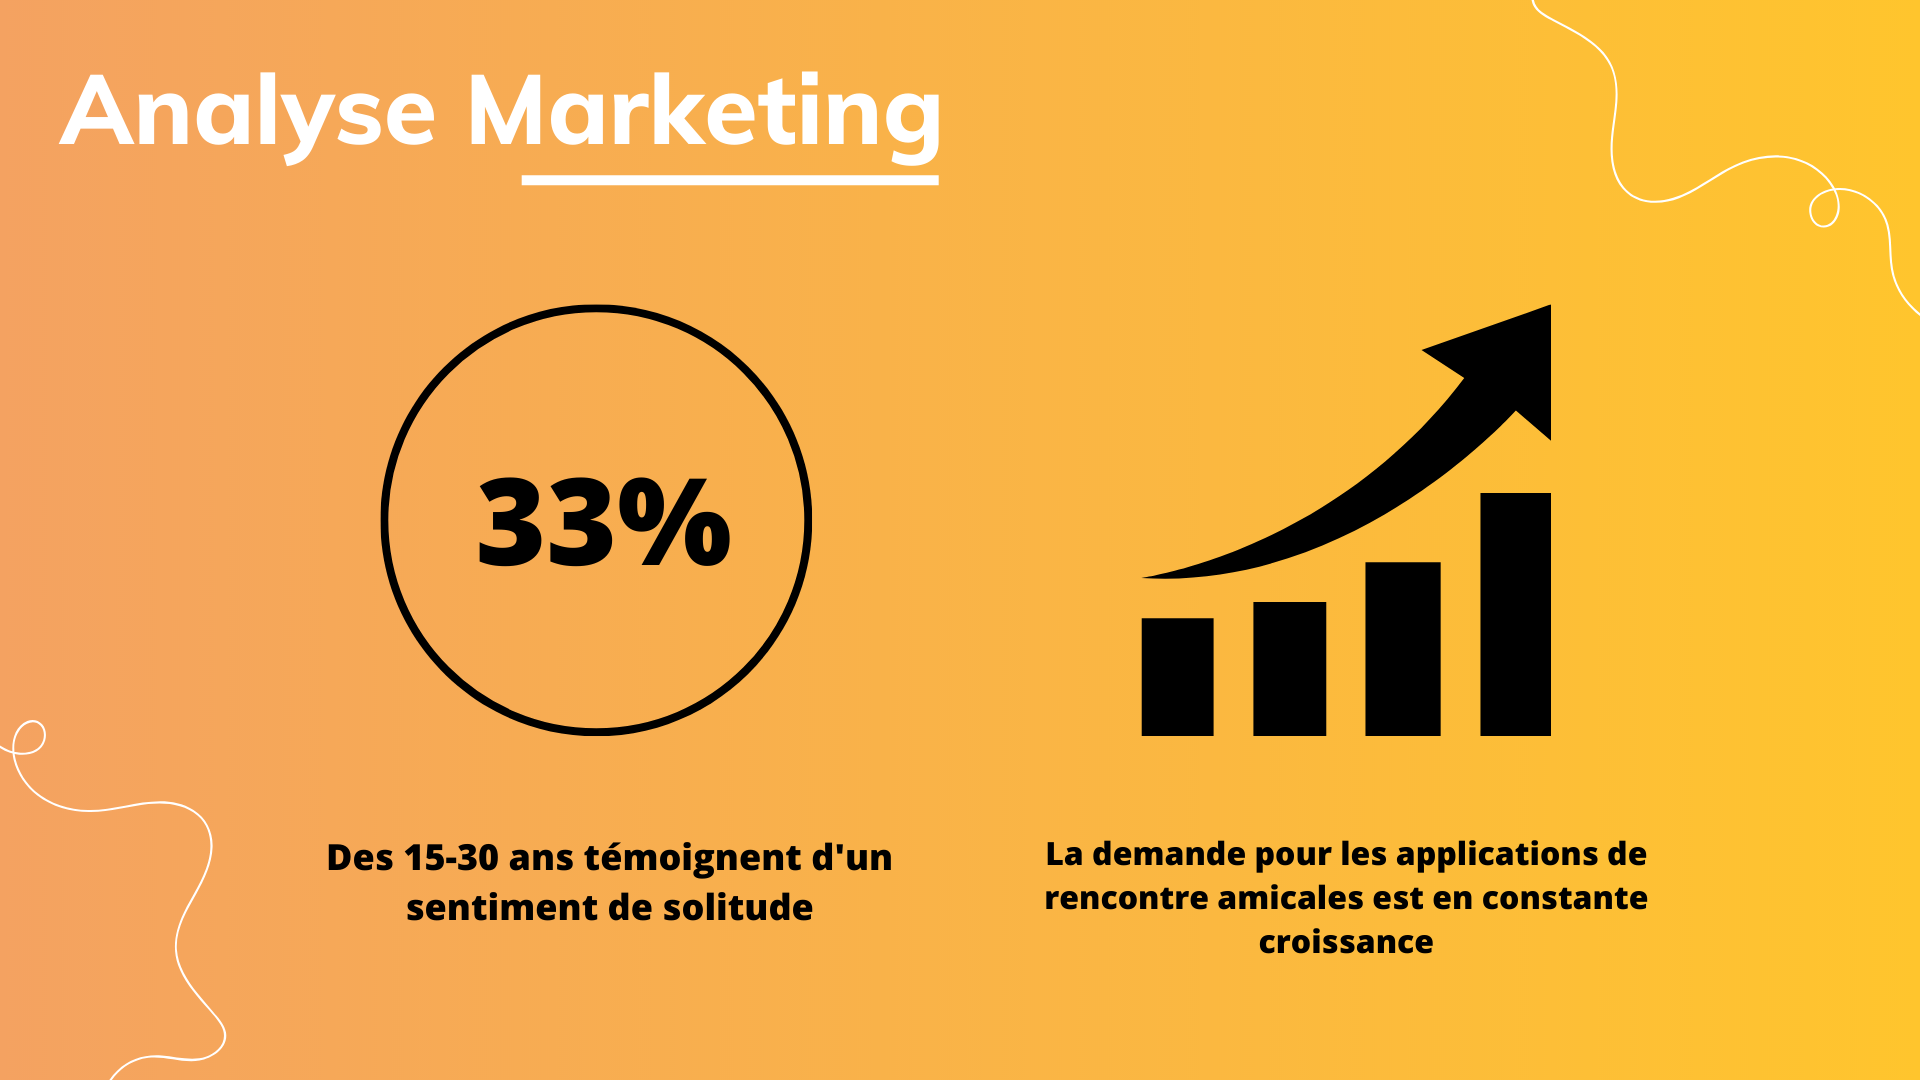 Analyse Marketing
33%
Des 15-30 ans témoignent d'un
sentiment de solitude
La demande pour les applications de
rencontre amicales est en constante
croissance